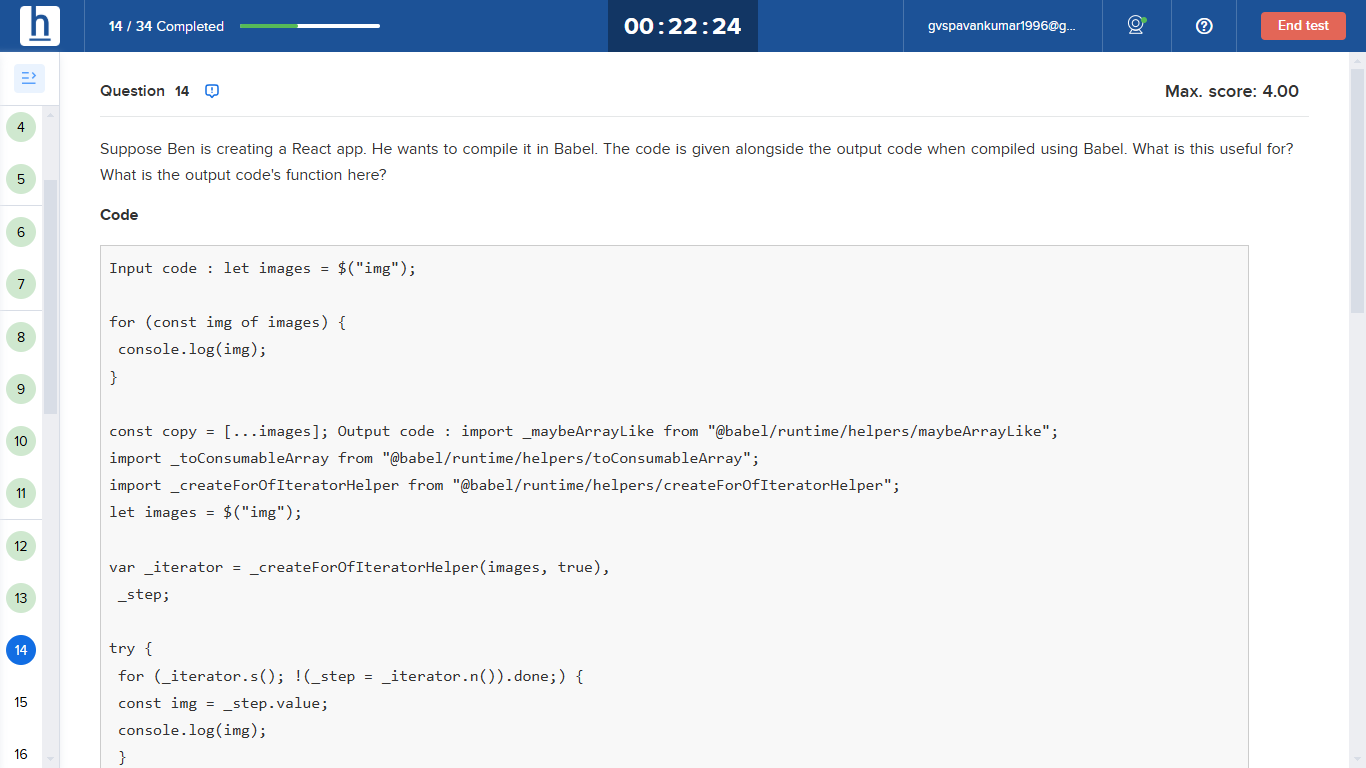 h
14 / 34 Completed
00:22:24
gvspavankumar1996@g...
End test
Question 14
Max. score: 4.00
4
5
6
7
8
9
10
11
12
13
14
15
16
Suppose Ben is creating a React app. He wants to compile it in Babel. The code is given alongside the output code when compiled using Babel. What is this useful for?
What is the output code's function here?
Code
Input code : let images = $("img");
for (const img of images) {
console.log(img);
}
const copy = [...images]; Output code : import _maybeArrayLike from "@babel/runtime/helpers/maybeArrayLike";
import _toConsumableArray from "@babel/runtime/helpers/toConsumableArray";
import _createForOfIteratorHelper from "@babel/runtime/helpers/createForOfIteratorHelper";
let images = $("img");
var _iterator = _createForOfIteratorHelper(images, true),
_step;
try {
for (_iterator.s(); !(_step = _iterator.n()).done;) {
const img = _step.value;
console.log(img);
}